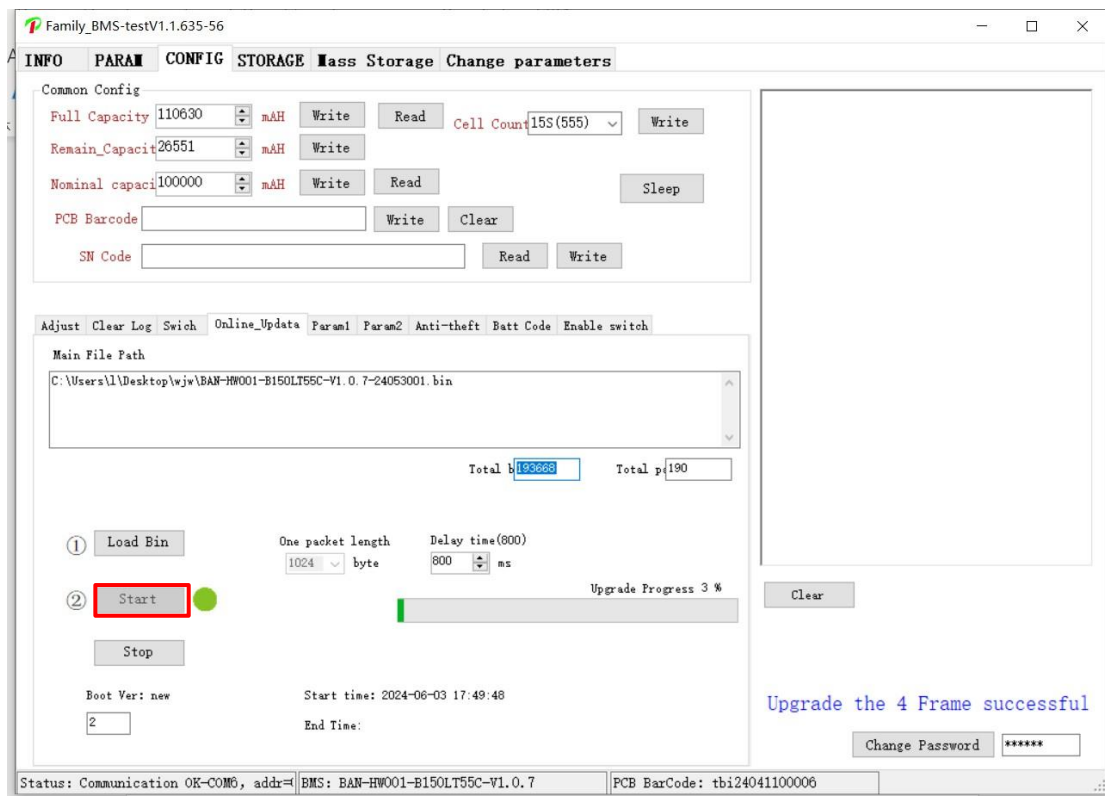 Family_BMS-testV1.1.635-56
INFO PARAM CONFIG STORAGE Mass Storage Change parameters
Common Config
Full Capacity 110630 mAH Write Read Cell Count 15S(555) Write
Remain_Capacit 26551 mAH Write
Nominal capaci 100000 mAH Write Read Sleep
PCB Barcode Write Clear
SN Code Read Write
Adjust Clear Log Swich Online_Updata Param1 Param2 Anti-theft Batt Code Enable switch
Main File Path
C:\Users\l\Desktop\wjw\BAN-HW001-B150LT55C-V1.0.7-24053001.bin
Total b 193668 Total p 190
① Load Bin One packet length Delay time(800)
1024 byte 800 ms
② Start Upgrade Progress 3 % Clear
Stop
Boot Ver: new Start time: 2024-06-03 17:49:48
2 End Time:
Upgrade the 4 Frame successful
Change Password ******
Status: Communication OK-COM6, addr= BMS: BAN-HW001-B150LT55C-V1.0.7 PCB BarCode: tbi24041100006